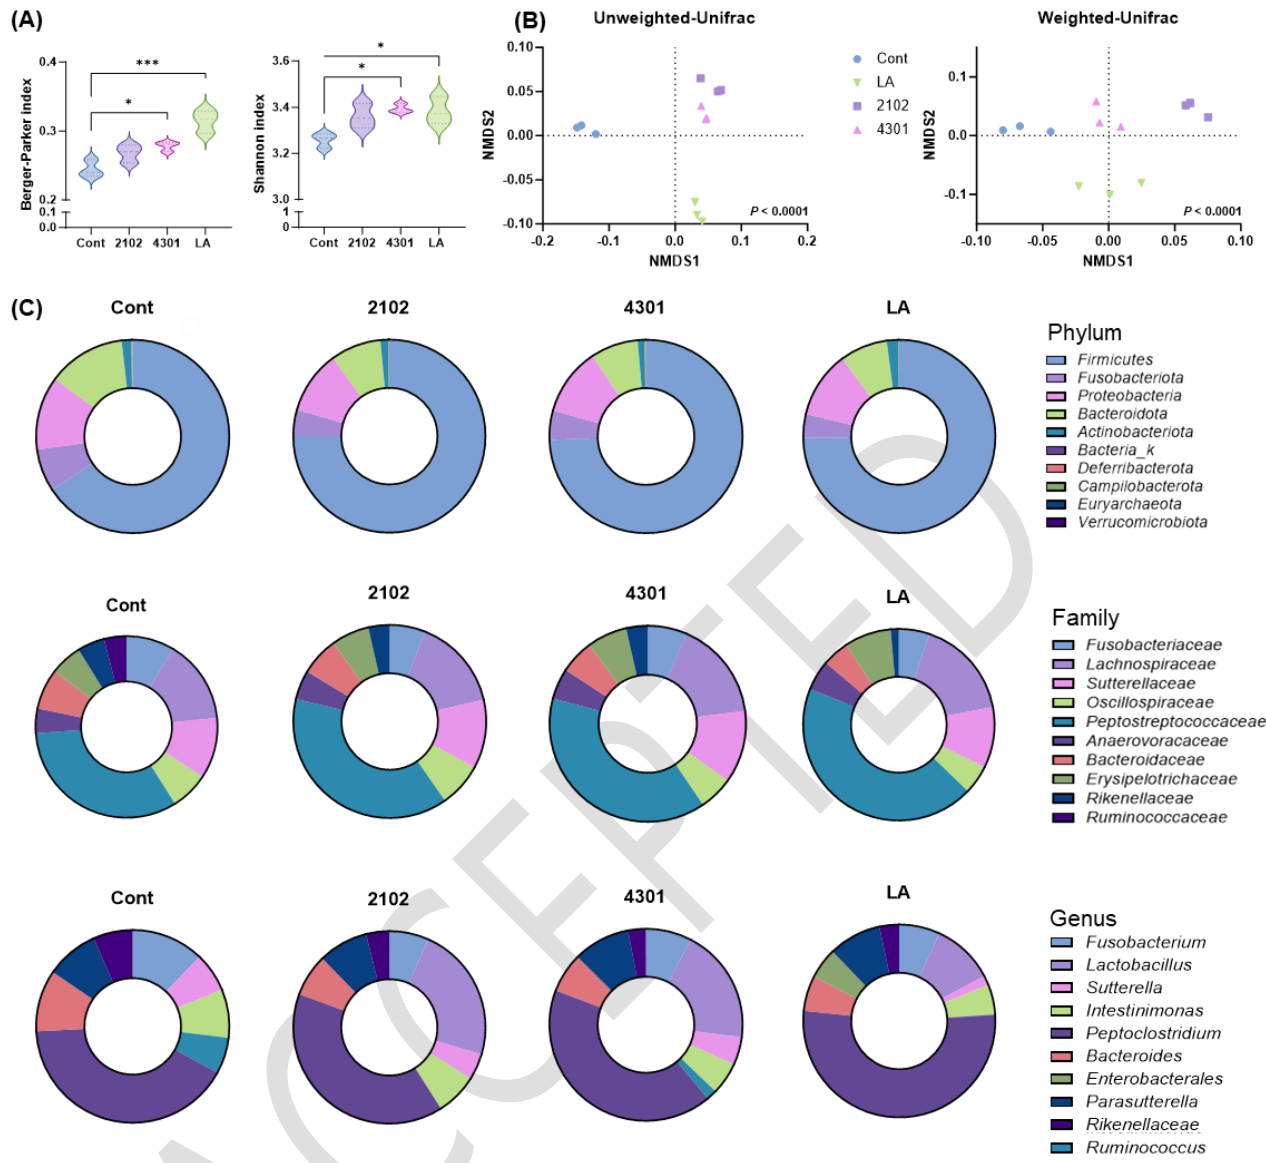 (A)
Berger-Parker index
0.4
0.3
0.2
0.1
0.0
***
*
Cont 2102 4301 LA
Shannon index
3.6
3.4
3.2
3.0
1
0
*
*
Cont 2102 4301 LA
(B)
Unweighted-Unifrac
NMDS2
0.10
0.05
0.00
-0.05
-0.10
-0.2 -0.1 0.0 0.1 0.2
NMDS1
P < 0.0001
Cont
LA
2102
4301
Weighted-Unifrac
NMDS2
0.1
0.0
-0.1
-0.10 -0.05 0.00 0.05 0.10
NMDS1
P < 0.0001
(C)
Cont 2102 4301 LA
Phylum
Firmicutes
Fusobacteriota
Proteobacteria
Bacteroidota
Actinobacteriota
Bacteria_k
Deferribacterota
Campilobacterota
Euryarchaeota
Verrucomicrobiota
Cont 2102 4301 LA
Family
Fusobacteriaceae
Lachnospiraceae
Sutterellaceae
Oscillospiraceae
Peptostreptococcaceae
Anaerovoracaceae
Bacteroidaceae
Erysipelotrichaceae
Rikenellaceae
Ruminococcaceae
Cont 2102 4301 LA
Genus
Fusobacterium
Lactobacillus
Sutterella
Intestinimonas
Peptoclostridium
Bacteroides
Enterobacterales
Parasutterella
Rikenellaceae
Ruminococcus
ACCEPTED